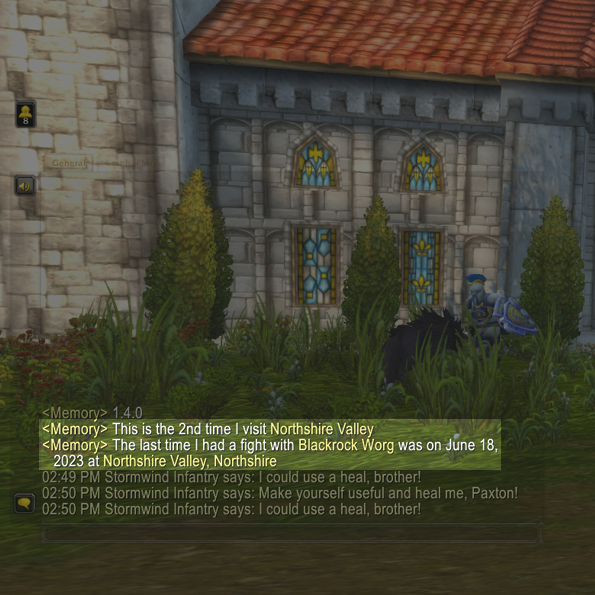 8
General
<Memory> 1.4.0
<Memory> This is the 2nd time I visit Northshire Valley
<Memory> The last time I had a fight with Blackrock Worg was on June 18,
2023 at Northshire Valley, Northshire
02:49 PM Stormwind Infantry says: I could use a heal, brother!
02:50 PM Stormwind Infantry says: Make yourself useful and heal me, Paxton!
02:50 PM Stormwind Infantry says: I could use a heal, brother!